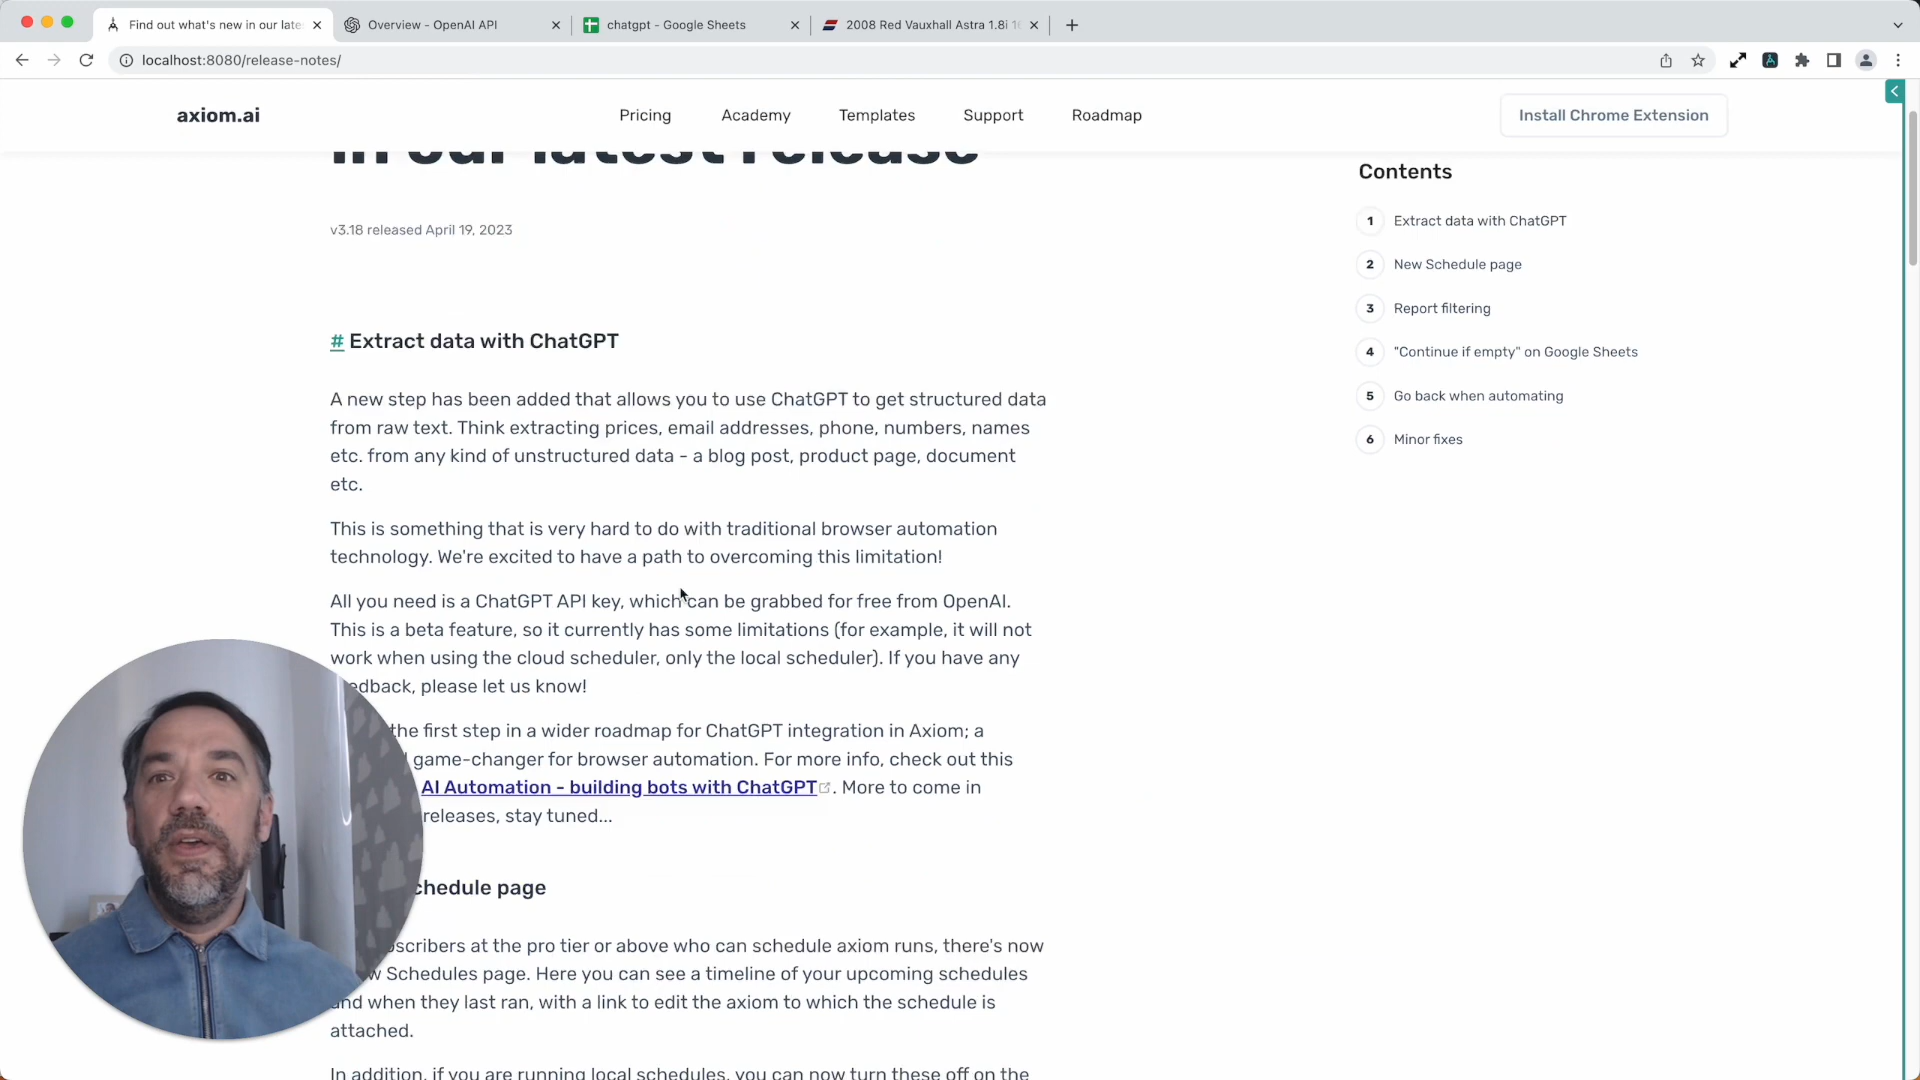 Find out what's new in our late
Overview - OpenAI API
chatgpt - Google Sheets
2008 Red Vauxhall Astra 1.8i
localhost:8080/release-notes/
axiom.ai
Pricing
Academy
Templates
Support
Roadmap
Install Chrome Extension
in our latest release
v3.18 released April 19, 2023
# Extract data with ChatGPT
A new step has been added that allows you to use ChatGPT to get structured data
from raw text. Think extracting prices, email addresses, phone, numbers, names
etc. from any kind of unstructured data - a blog post, product page, document
etc.
This is something that is very hard to do with traditional browser automation
technology. We're excited to have a path to overcoming this limitation!
All you need is a ChatGPT API key, which can be grabbed for free from OpenAI.
This is a beta feature, so it currently has some limitations (for example, it will not
work when using the cloud scheduler, only the local scheduler). If you have any
edback, please let us know!
the first step in a wider roadmap for ChatGPT integration in Axiom; a
game-changer for browser automation. For more info, check out this
AI Automation - building bots with ChatGPT. More to come in
releases, stay tuned...
chedule page
scribers at the pro tier or above who can schedule axiom runs, there's now
w Schedules page. Here you can see a timeline of your upcoming schedules
and when they last ran, with a link to edit the axiom to which the schedule is
attached.
In addition, if you are running local schedules, you can now turn these off on the
Contents
1 Extract data with ChatGPT
2 New Schedule page
3 Report filtering
4 "Continue if empty" on Google Sheets
5 Go back when automating
6 Minor fixes